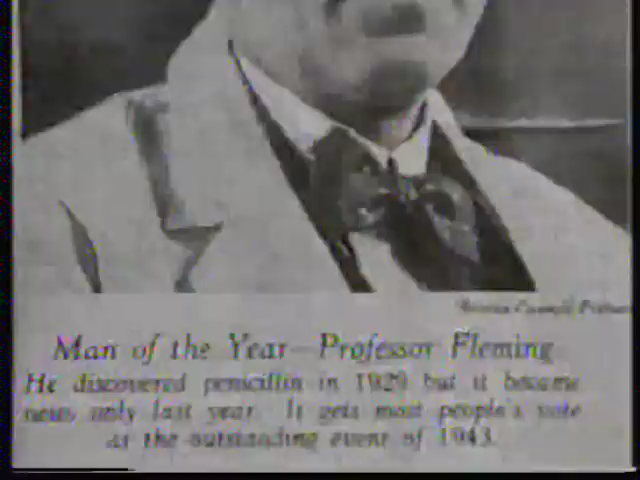 Man of the Year—Professor Fleming
He discovered penicillin in 1929 but it became
news only last year. It gets most people's vote
as the outstanding event of 1943.